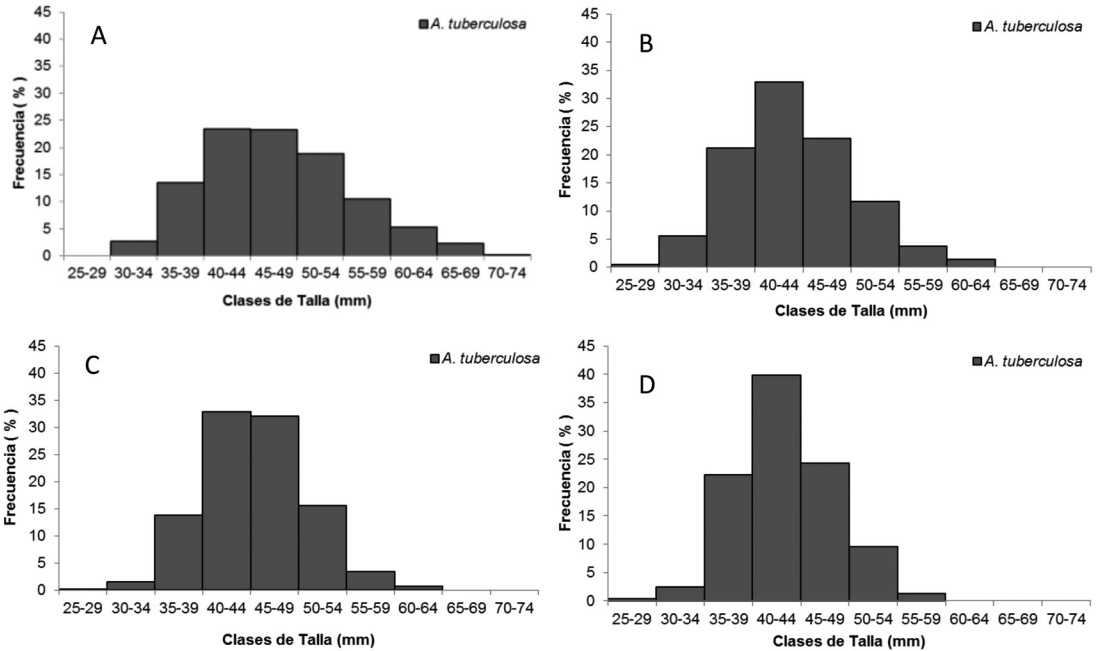 A
A. tuberculosa
Frecuencia ( % )
45
40
35
30
25
20
15
10
5
0
25-29 30-34 35-39 40-44 45-49 50-54 55-59 60-64 65-69 70-74
Clases de Talla (mm)
B
A. tuberculosa
Frecuencia ( % )
45
40
35
30
25
20
15
10
5
0
25-29 30-34 35-39 40-44 45-49 50-54 55-59 60-64 65-69 70-74
Clases de Talla (mm)
C
A. tuberculosa
Frecuencia ( % )
45
40
35
30
25
20
15
10
5
0
25-29 30-34 35-39 40-44 45-49 50-54 55-59 60-64 65-69 70-74
Clases de Talla (mm)
D
A. tuberculosa
Frecuencia ( % )
45
40
35
30
25
20
15
10
5
0
25-29 30-34 35-39 40-44 45-49 50-54 55-59 60-64 65-69 70-74
Clases de Talla (mm)